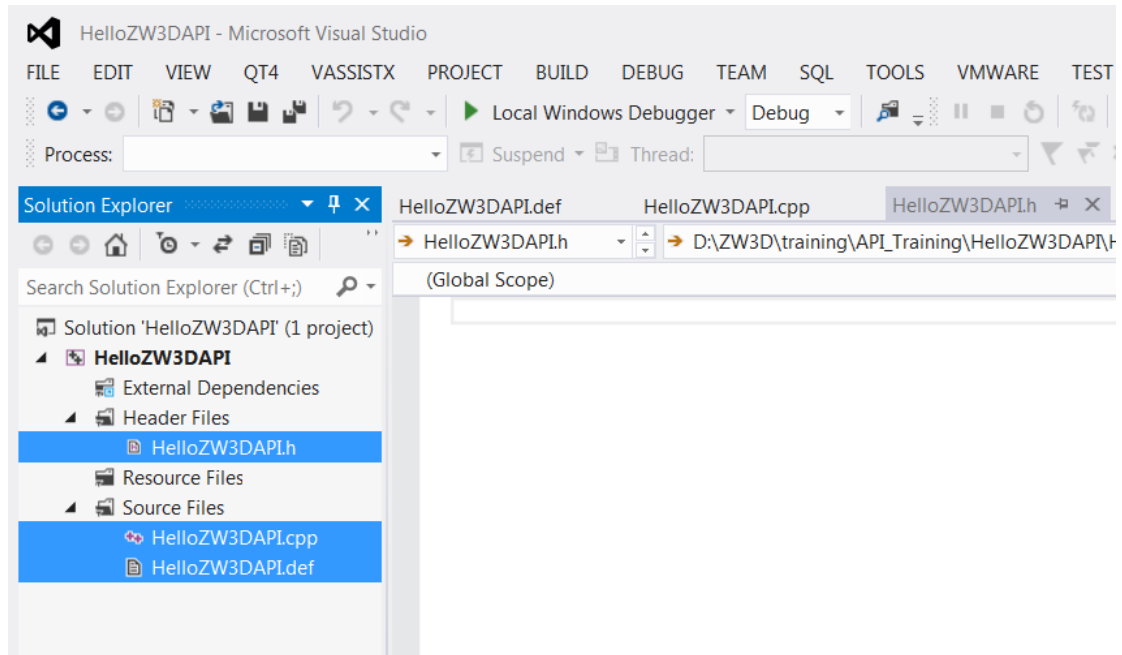 HelloZW3DAPI - Microsoft Visual Studio
FILE EDIT VIEW QT4 VASSISTX PROJECT BUILD DEBUG TEAM SQL TOOLS VMWARE TEST
Local Windows Debugger Debug
Process: Suspend Thread:
Solution Explorer
HelloZW3DAPI.def HelloZW3DAPI.cpp HelloZW3DAPI.h
HelloZW3DAPI.h D:\ZW3D\training\API_Training\HelloZW3DAPI\H
Search Solution Explorer (Ctrl+;)
(Global Scope)
Solution 'HelloZW3DAPI' (1 project)
HelloZW3DAPI
External Dependencies
Header Files
HelloZW3DAPI.h
Resource Files
Source Files
HelloZW3DAPI.cpp
HelloZW3DAPI.def